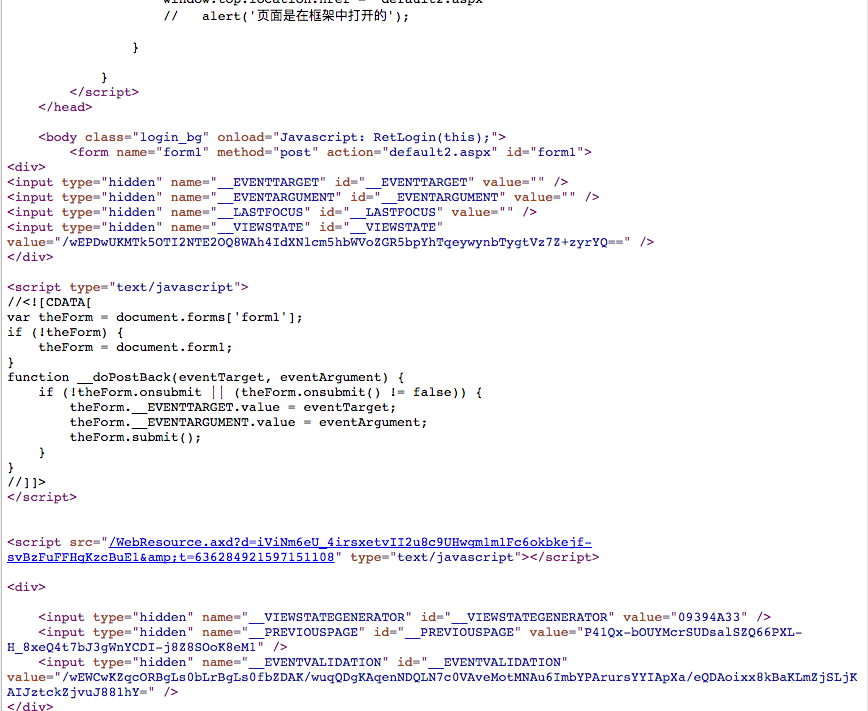 window.top.location.href = "default2.aspx"
//   alert('页面是在框架中打开的');
}
}
</script>
</head>
<body class="login_bg" onload="Javascript: RetLogin(this);">
<form name="form1" method="post" action="default2.aspx" id="form1">
<div>
<input type="hidden" name="__EVENTTARGET" id="__EVENTTARGET" value="" />
<input type="hidden" name="__EVENTARGUMENT" id="__EVENTARGUMENT" value="" />
<input type="hidden" name="__LASTFOCUS" id="__LASTFOCUS" value="" />
<input type="hidden" name="__VIEWSTATE" id="__VIEWSTATE"
value="/wEPDwUKMTk5OTI2NTE2OQ8WAh4IdXNlcm5hbWVoZGR5bpYhTqeywynbTygtVz7Z+zyrYQ==" />
</div>
<script type="text/javascript">
//<![CDATA[
var theForm = document.forms['form1'];
if (!theForm) {
theForm = document.form1;
}
function __doPostBack(eventTarget, eventArgument) {
if (!theForm.onsubmit || (theForm.onsubmit() != false)) {
theForm.__EVENTTARGET.value = eventTarget;
theForm.__EVENTARGUMENT.value = eventArgument;
theForm.submit();
}
}
//]]>
</script>
<script src="/WebResource.axd?d=iViNm6eU_4irsxetvII2u8c9UHwgm1m1Fc6okbkejf-
svBzFuFFHqKzcBuE1&amp;t=636284921597151108" type="text/javascript"></script>
<div>
<input type="hidden" name="__VIEWSTATEGENERATOR" id="__VIEWSTATEGENERATOR" value="09394A33" />
<input type="hidden" name="__PREVIOUSPAGE" id="__PREVIOUSPAGE" value="P41Qx-bOUYMcrSUDsalSZQ66PXL-
H_8xeQ4t7bJ3gWnYCDI-j8Z8SOoK8eM1" />
<input type="hidden" name="__EVENTVALIDATION" id="__EVENTVALIDATION"
value="/wEWCwKZqcORBgLs0bLrBgLs0fbZDAK/wuqQDgKAqenNDQLN7c0VAveMotMNAu6ImbYPArursYYIApXa/eQDAoixx8kBaKLmZjSLjK
AIJztckZjvuJ881hY=" />
</div>